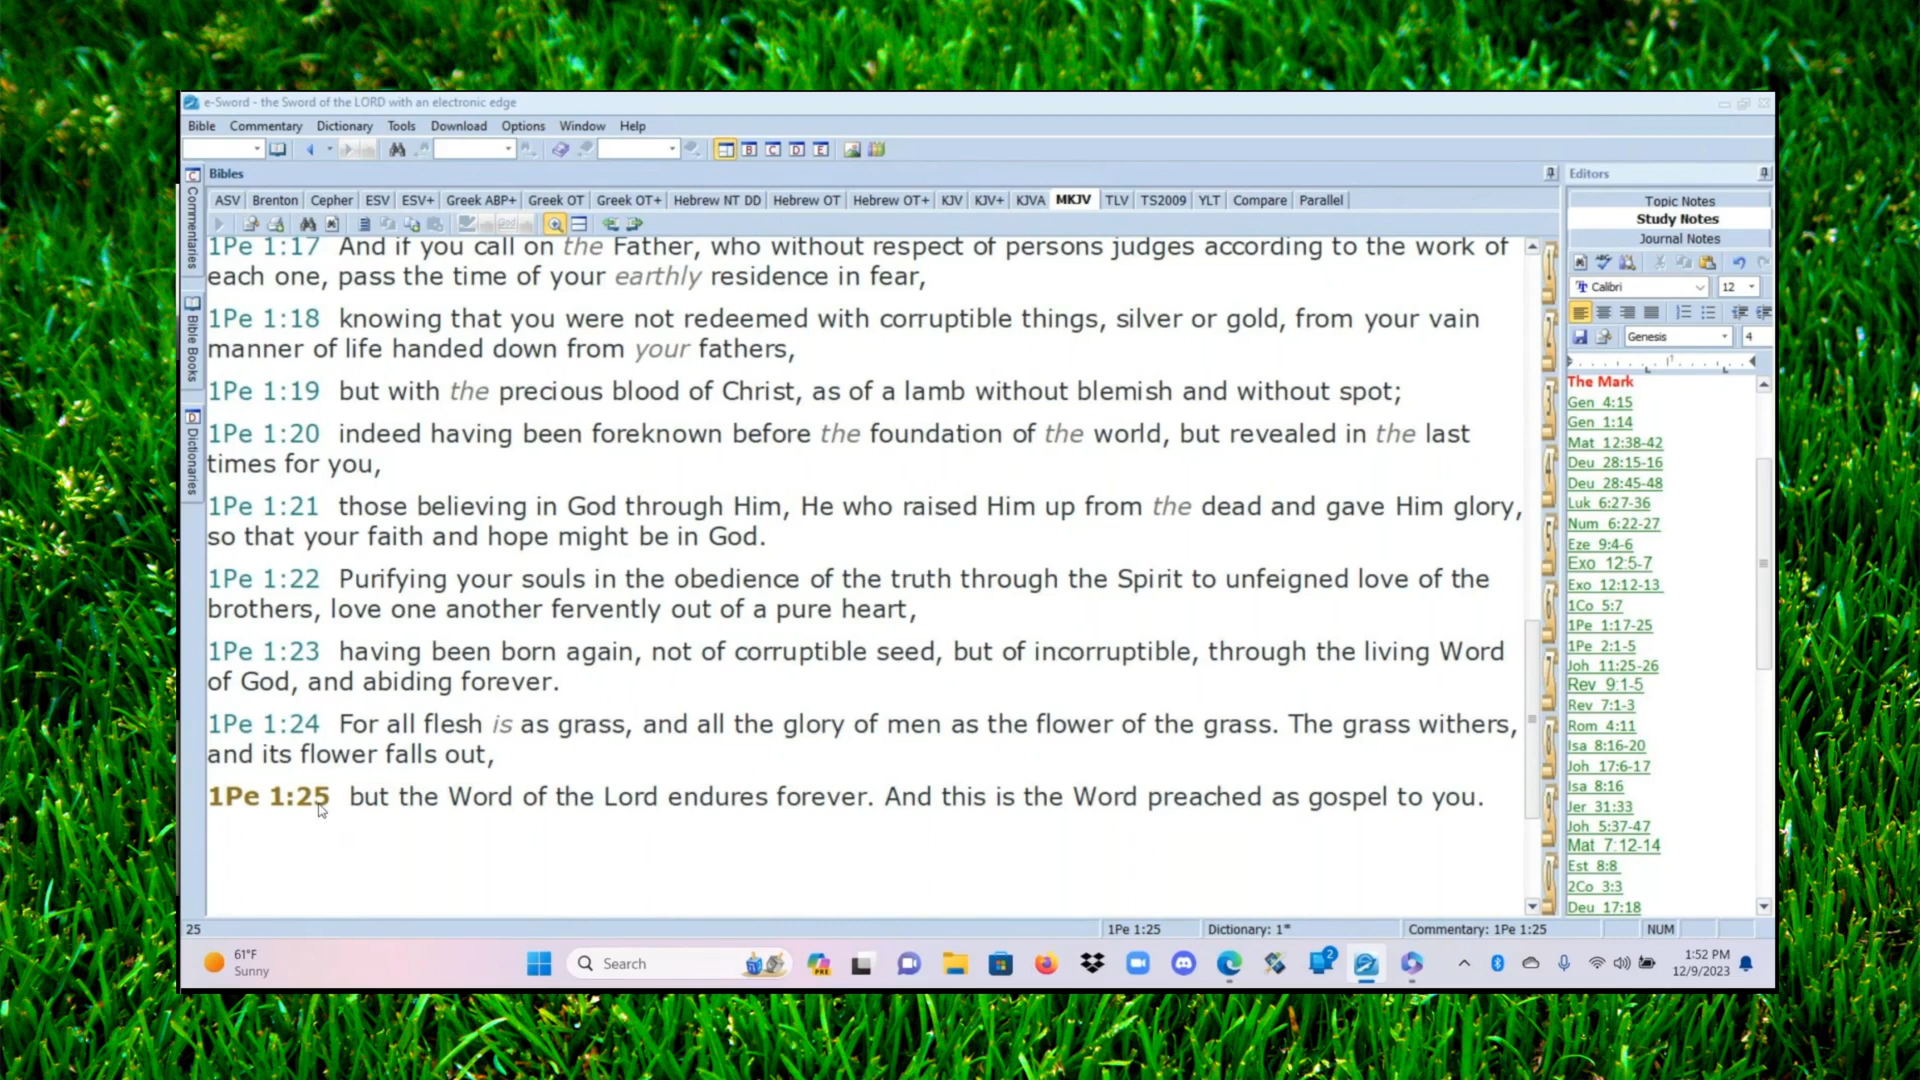 e-Sword - the Sword of the LORD with an electronic edge
Bible Commentary Dictionary Tools Download Options Window Help
B C D E
Bibles
ASV Brenton Cepher ESV ESV+ Greek ABP+ Greek OT Greek OT+ Hebrew NT DD Hebrew OT Hebrew OT+ KJV KJV+ KJVA MKJV TLV TS2009 YLT Compare Parallel
Commentaries
Bible Books
Dictionaries
1Pe 1:17 And if you call on the Father, who without respect of persons judges according to the work of
each one, pass the time of your earthly residence in fear,
1Pe 1:18 knowing that you were not redeemed with corruptible things, silver or gold, from your vain
manner of life handed down from your fathers,
1Pe 1:19 but with the precious blood of Christ, as of a lamb without blemish and without spot;
1Pe 1:20 indeed having been foreknown before the foundation of the world, but revealed in the last
times for you,
1Pe 1:21 those believing in God through Him, He who raised Him up from the dead and gave Him glory,
so that your faith and hope might be in God.
1Pe 1:22 Purifying your souls in the obedience of the truth through the Spirit to unfeigned love of the
brothers, love one another fervently out of a pure heart,
1Pe 1:23 having been born again, not of corruptible seed, but of incorruptible, through the living Word
of God, and abiding forever.
1Pe 1:24 For all flesh is as grass, and all the glory of men as the flower of the grass. The grass withers,
and its flower falls out,
1Pe 1:25 but the Word of the Lord endures forever. And this is the Word preached as gospel to you.
1
2
3
4
5
6
7
8
9
0
Editors
Topic Notes
Study Notes
Journal Notes
Calibri 12
Genesis 4
The Mark
Gen 4:15
Gen 1:14
Mat 12:38-42
Deu 28:15-16
Deu 28:45-48
Luk 6:27-36
Num 6:22-27
Eze 9:4-6
Exo 12:5-7
Exo 12:12-13
1Co 5:7
1Pe 1:17-25
1Pe 2:1-5
Joh 11:25-26
Rev 9:1-5
Rev 7:1-3
Rom 4:11
Isa 8:16-20
Joh 17:6-17
Isa 8:16
Jer 31:33
Joh 5:37-47
Mat 7:12-14
Est 8:8
2Co 3:3
Deu 17:18
25 1Pe 1:25 Dictionary: 1* Commentary: 1Pe 1:25 NUM
61°F
Sunny
Search
PRE
2
1:52 PM
12/9/2023